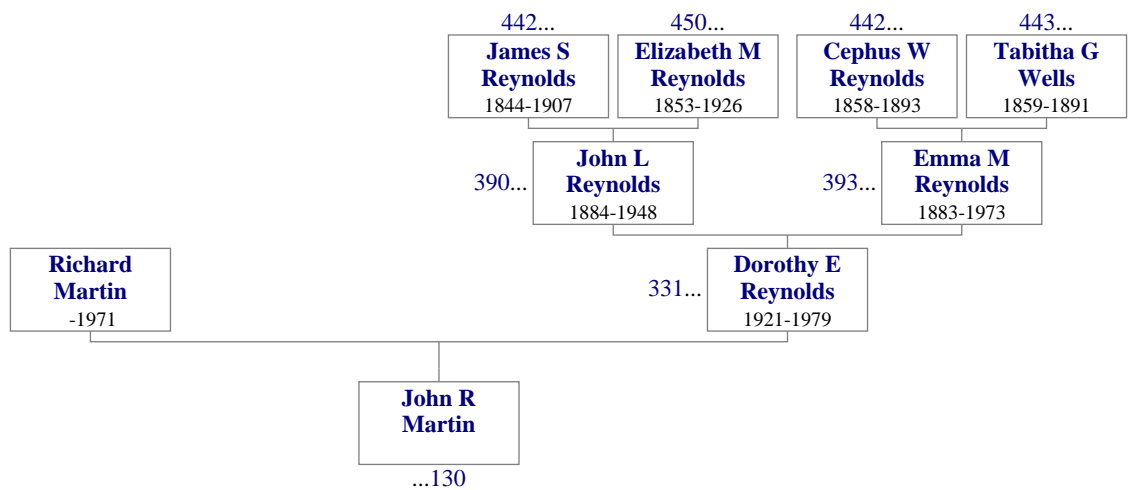 442...
450...
442...
443...
James S
Reynolds
1844-1907
Elizabeth M
Reynolds
1853-1926
Cephus W
Reynolds
1858-1893
Tabitha G
Wells
1859-1891
390...
John L
Reynolds
1884-1948
393...
Emma M
Reynolds
1883-1973
Richard
Martin
-1971
331...
Dorothy E
Reynolds
1921-1979
John R
Martin
...130